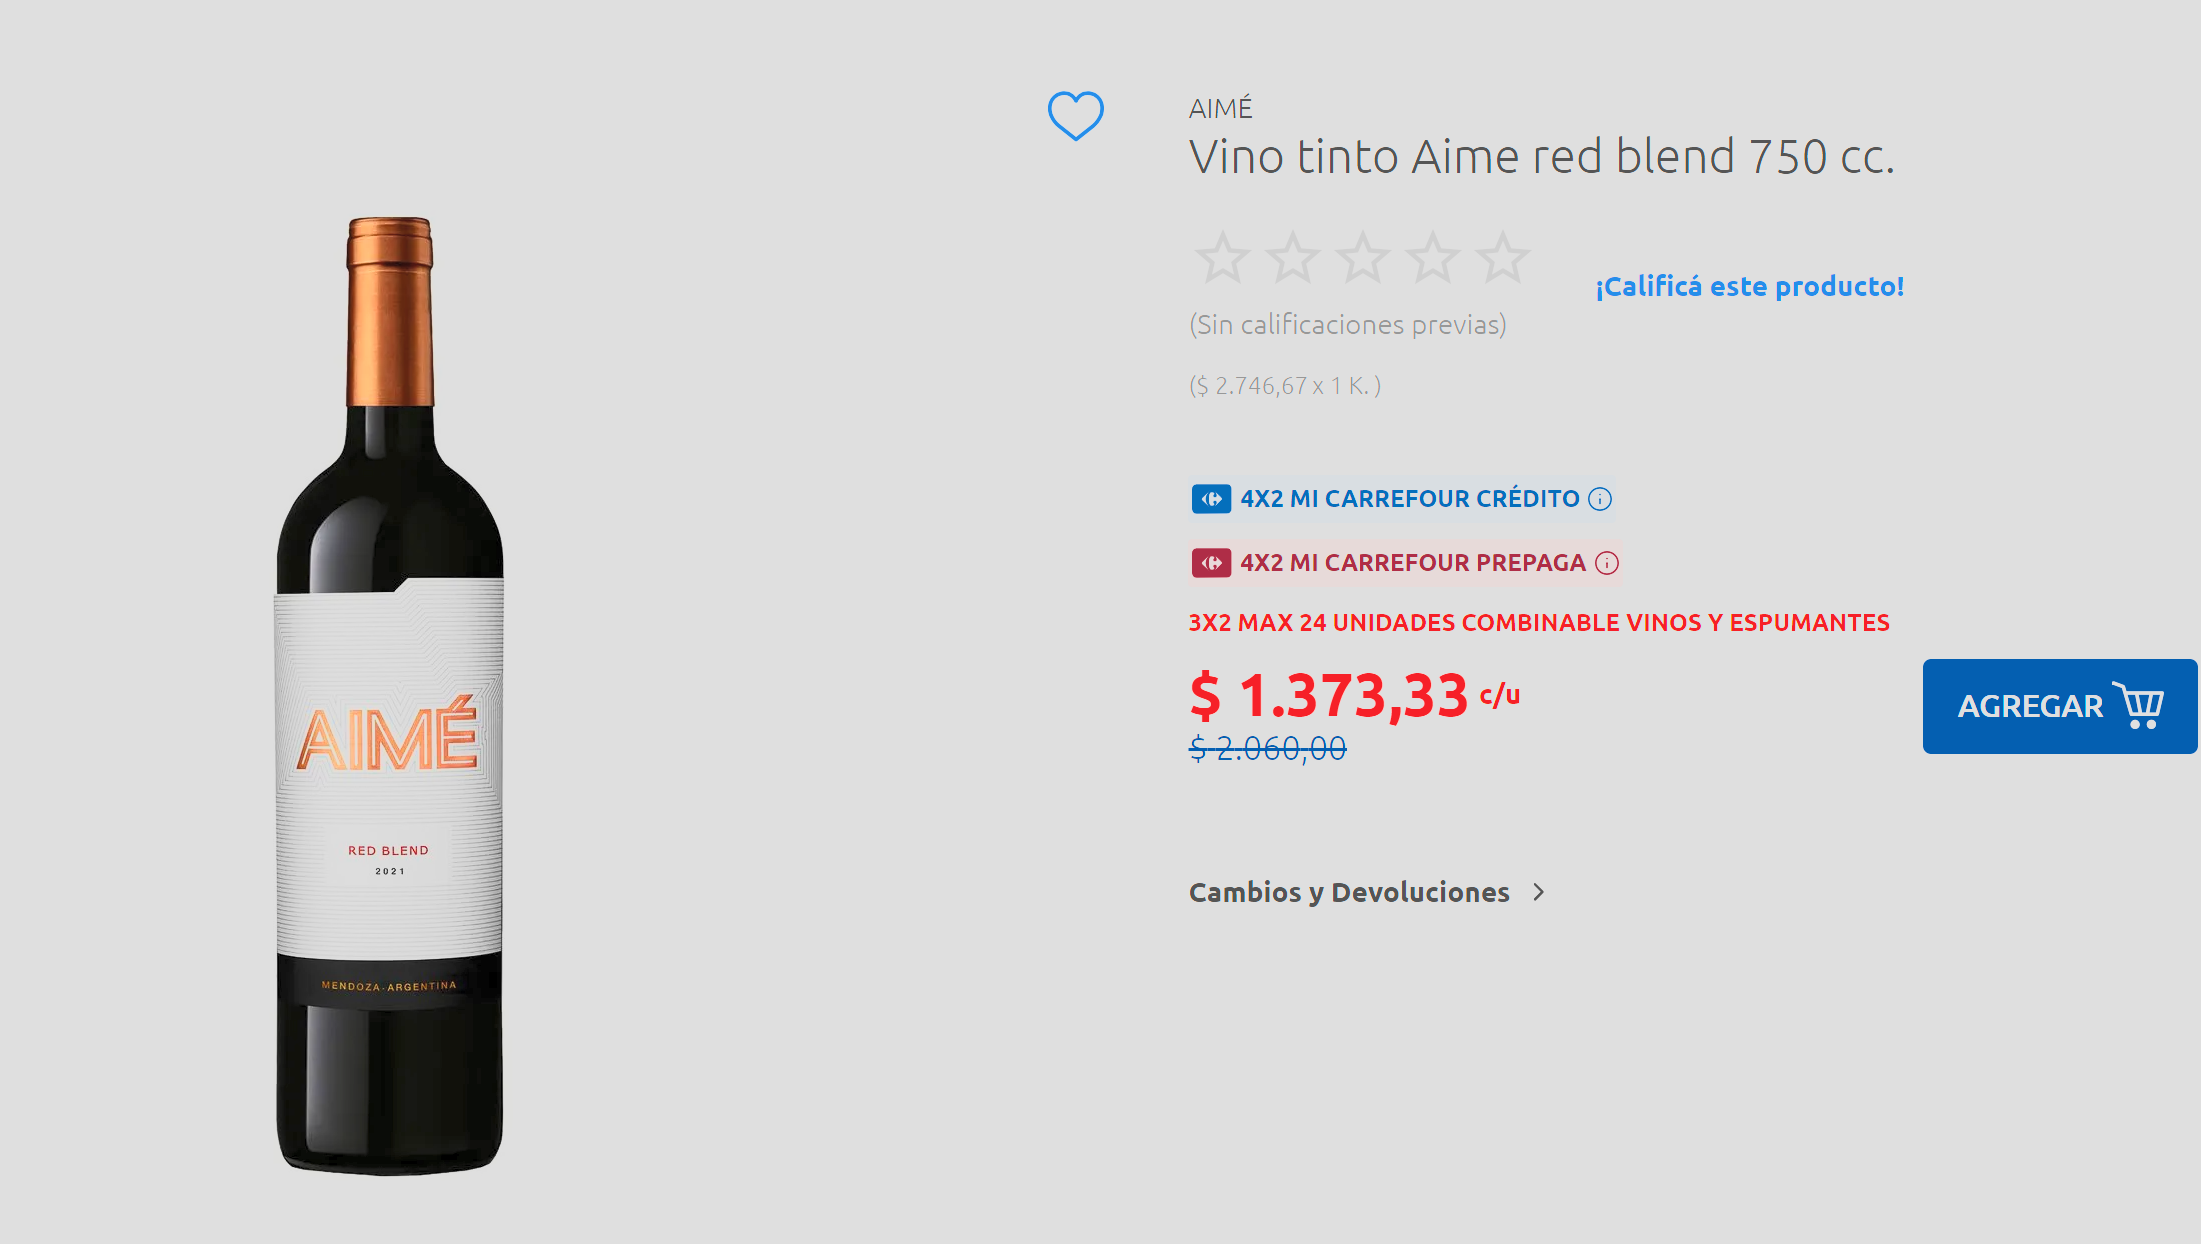 AIMÉ
Vino tinto Aime red blend 750 cc.
¡Calificá este producto!
(Sin calificaciones previas)
($ 2.746,67 x 1 K. )
4X2 MI CARREFOUR CRÉDITO
4X2 MI CARREFOUR PREPAGA
3X2 MAX 24 UNIDADES COMBINABLE VINOS Y ESPUMANTES
$ 1.373,33 c/u
$ 2.060,00
AGREGAR
Cambios y Devoluciones
AIMÉ
RED BLEND
2021
MENDOZA-ARGENTINA